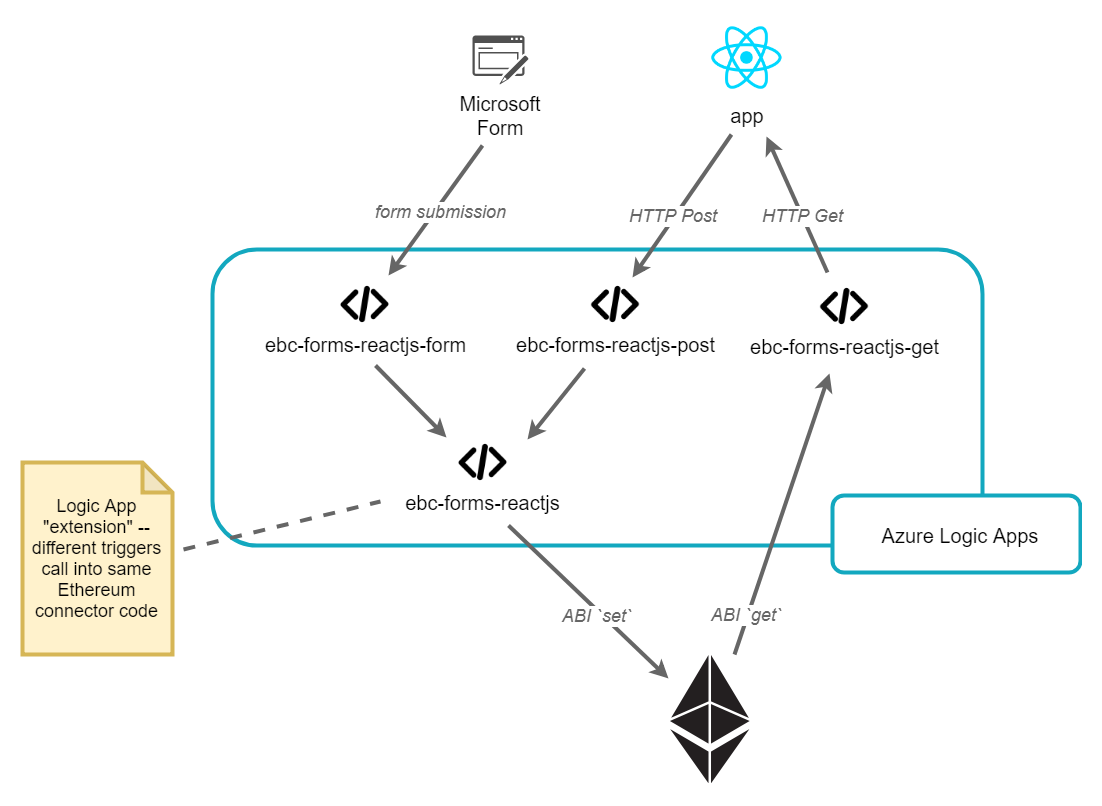 Microsoft
Form
app
form submission
HTTP Post
HTTP Get
ebc-forms-reactjs-form
ebc-forms-reactjs-post
ebc-forms-reactjs-get
ebc-forms-reactjs
Logic App
"extension" --
different triggers
call into same
Ethereum
connector code
Azure Logic Apps
ABI `set`
ABI `get`